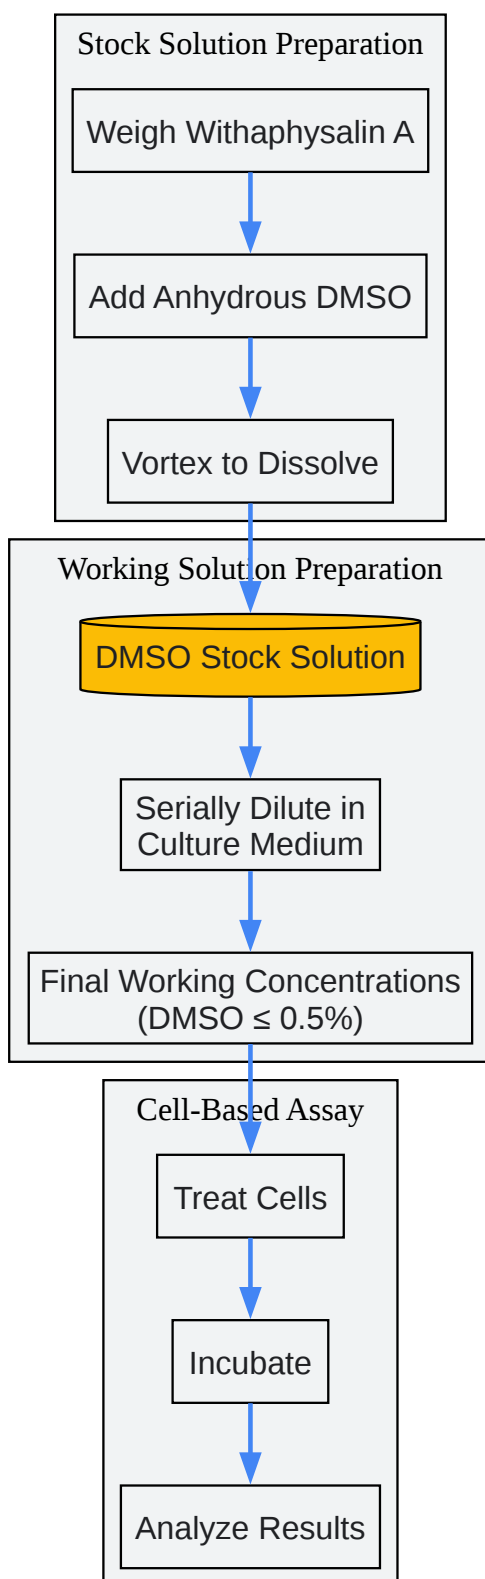 Stock Solution Preparation
Weigh Withaphysalin A
Add Anhydrous DMSO
Vortex to Dissolve
Working Solution Preparation
DMSO Stock Solution
Serially Dilute in
Culture Medium
Final Working Concentrations
(DMSO ≤ 0.5%)
Cell-Based Assay
Treat Cells
Incubate
Analyze Results